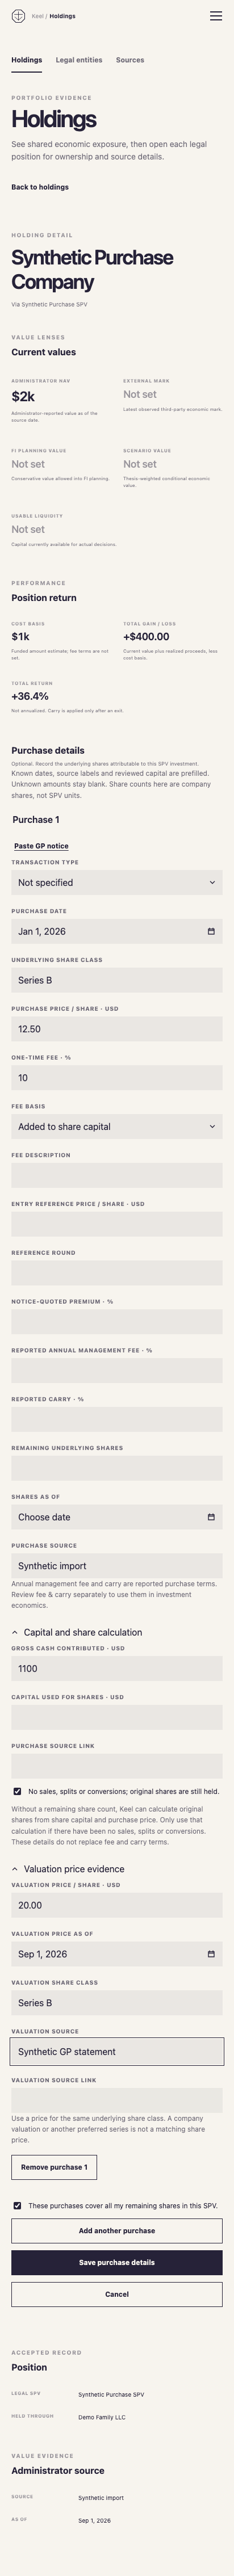 Keel / Holdings
Holdings Legal entities Sources
PORTFOLIO EVIDENCE
Holdings
See shared economic exposure, then open each legal
position for ownership and source details.
Back to holdings
HOLDING DETAIL
Synthetic Purchase
Company
Via Synthetic Purchase SPV
VALUE LENSES
Current values
ADMINISTRATOR NAV
$2k
Administrator-reported value as of the
source date.
EXTERNAL MARK
Not set
Latest observed third-party economic mark.
FI PLANNING VALUE
Not set
Conservative value allowed into FI planning.
SCENARIO VALUE
Not set
Thesis-weighted conditional economic
value.
USABLE LIQUIDITY
Not set
Capital currently available for actual decisions.
PERFORMANCE
Position return
COST BASIS
$1k
Funded amount estimate; fee terms are not
set.
TOTAL GAIN / LOSS
+$400.00
Current value plus realized proceeds, less
cost basis.
TOTAL RETURN
+36.4%
Not annualized. Carry is applied only after an exit.
Purchase details
Optional. Record the underlying shares attributable to this SPV investment.
Known dates, source labels and reviewed capital are prefilled.
Unknown amounts stay blank. Share counts here are company
shares, not SPV units.
Purchase 1
Paste GP notice
TRANSACTION TYPE
Not specified
PURCHASE DATE
Jan 1, 2026
UNDERLYING SHARE CLASS
Series B
PURCHASE PRICE / SHARE · USD
12.50
ONE-TIME FEE · %
10
FEE BASIS
Added to share capital
FEE DESCRIPTION
ENTRY REFERENCE PRICE / SHARE · USD
REFERENCE ROUND
NOTICE-QUOTED PREMIUM · %
REPORTED ANNUAL MANAGEMENT FEE · %
REPORTED CARRY · %
REMAINING UNDERLYING SHARES
SHARES AS OF
Choose date
PURCHASE SOURCE
Synthetic import
Annual management fee and carry are reported purchase terms.
Review fee & carry separately to use them in investment
economics.
Capital and share calculation
GROSS CASH CONTRIBUTED · USD
1100
CAPITAL USED FOR SHARES · USD
PURCHASE SOURCE LINK
No sales, splits or conversions; original shares are still held.
Without a remaining share count, Keel can calculate original
shares from share capital and purchase price. Only use that
calculation if there have been no sales, splits or conversions.
These details do not replace fee and carry terms.
Valuation price evidence
VALUATION PRICE / SHARE · USD
20.00
VALUATION PRICE AS OF
Sep 1, 2026
VALUATION SHARE CLASS
Series B
VALUATION SOURCE
Synthetic GP statement
VALUATION SOURCE LINK
Use a price for the same underlying share class. A company
valuation or another preferred series is not a matching share
price.
Remove purchase 1
These purchases cover all my remaining shares in this SPV.
Add another purchase
Save purchase details
Cancel
ACCEPTED RECORD
Position
LEGAL SPV Synthetic Purchase SPV
HELD THROUGH Demo Family LLC
VALUE EVIDENCE
Administrator source
SOURCE Synthetic import
AS OF Sep 1, 2026